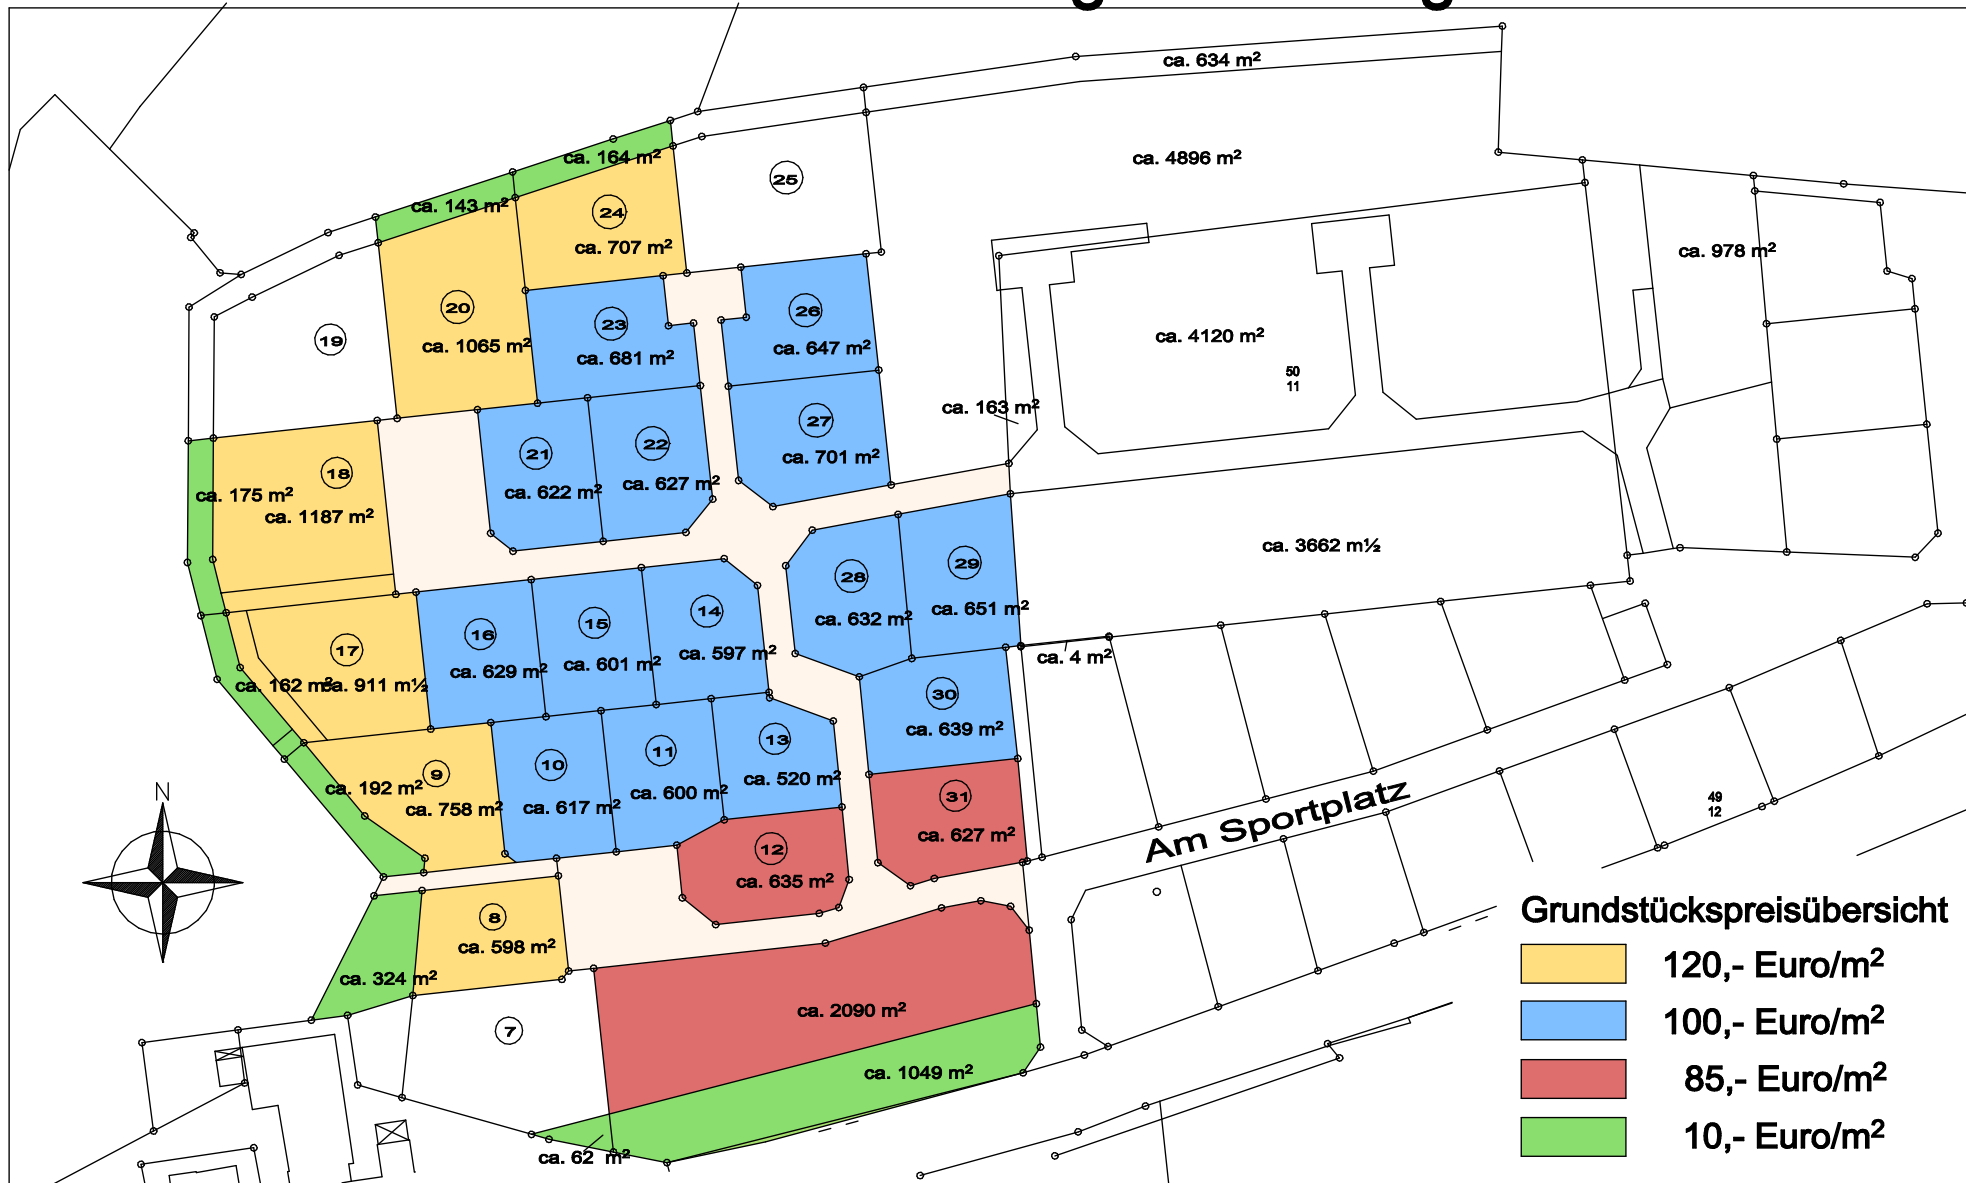 ca. 634 m²
ca. 164 m²
ca. 4896 m²
25
ca. 143 m²
24
ca. 707 m²
ca. 978 m²
20
ca. 1065 m²
23
ca. 681 m²
26
ca. 647 m²
19
ca. 4120 m²
50
11
ca. 163 m²
27
ca. 701 m²
18
ca. 175 m²
ca. 1187 m²
21
ca. 622 m²
22
ca. 627 m²
ca. 3662 m½
28
ca. 632 m²
29
ca. 651 m²
17
ca. 162 m²
ca. 911 m½
16
ca. 629 m²
15
ca. 601 m²
14
ca. 597 m²
ca. 4 m²
30
ca. 639 m²
9
ca. 192 m²
ca. 758 m²
10
ca. 617 m²
11
ca. 600 m²
13
ca. 520 m²
N
31
ca. 627 m²
Am Sportplatz
49
12
12
ca. 635 m²
8
ca. 598 m²
ca. 324 m²
7
ca. 2090 m²
ca. 1049 m²
ca. 62 m²
Grundstückspreisübersicht
120,- Euro/m²
100,- Euro/m²
85,- Euro/m²
10,- Euro/m²